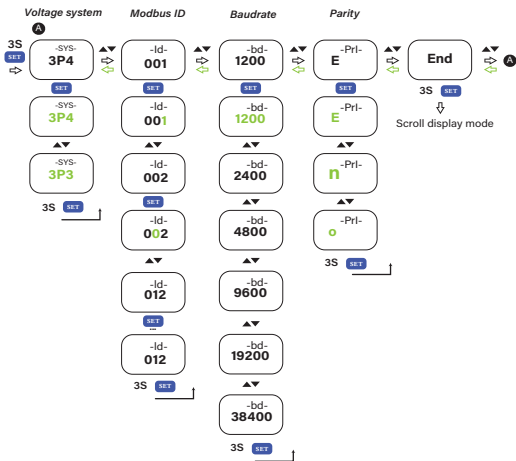 Voltage system
Modbus ID
Baudrate
Parity
A
3S
SET
-SYS-
3P4
SET
-SYS-
3P4
-SYS-
3P3
3S SET
-Id-
001
SET
-Id-
001
-Id-
002
SET
-Id-
002
-Id-
012
SET
-Id-
012
3S SET
-bd-
1200
SET
-bd-
1200
-bd-
2400
-bd-
4800
-bd-
9600
-bd-
19200
-bd-
38400
3S SET
-PrI-
E
SET
-PrI-
E
-PrI-
n
-PrI-
o
3S SET
End
A
3S SET
Scroll display mode